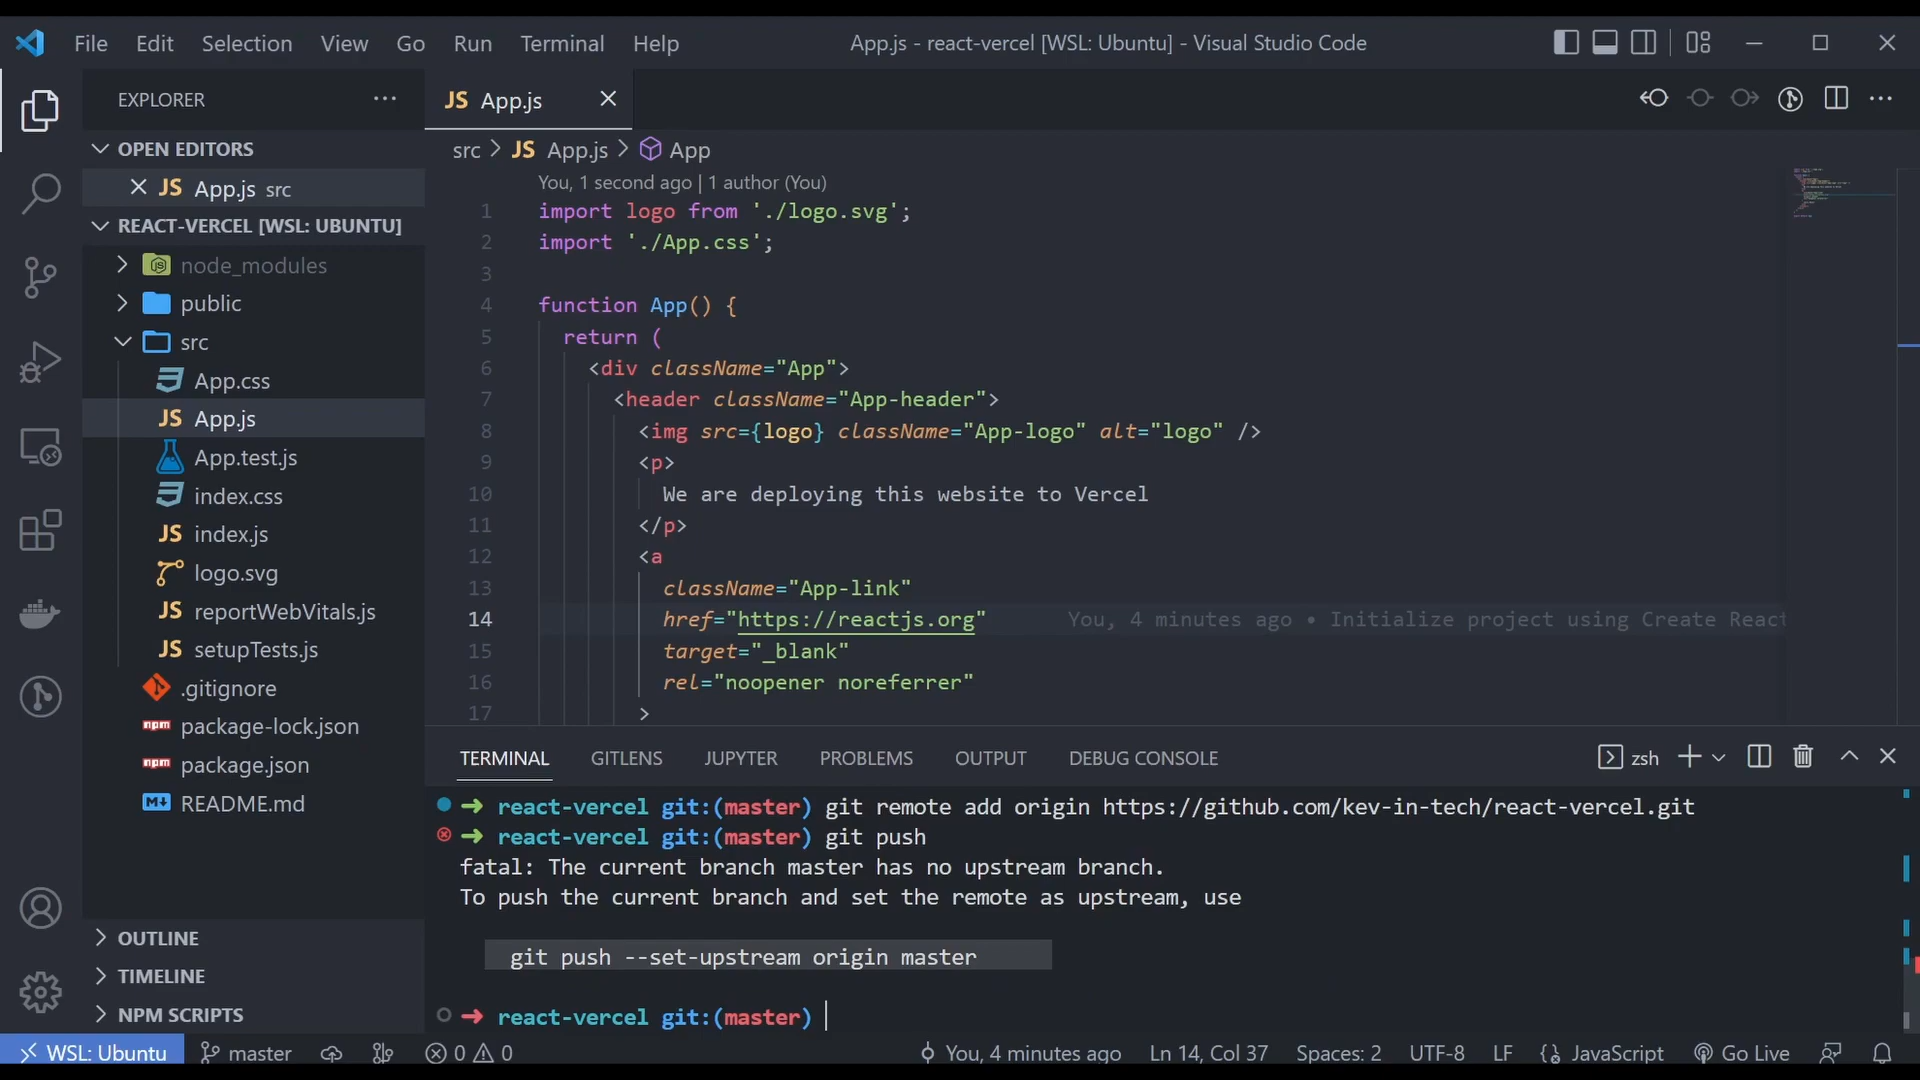 File Edit Selection View Go Run Terminal Help App.js - react-vercel [WSL: Ubuntu] - Visual Studio Code
EXPLORER
OPEN EDITORS
JS App.js src
REACT-VERCEL [WSL: UBUNTU]
node_modules
public
src
App.css
JS App.js
App.test.js
index.css
JS index.js
logo.svg
JS reportWebVitals.js
JS setupTests.js
.gitignore
npm package-lock.json
npm package.json
README.md
OUTLINE
TIMELINE
NPM SCRIPTS
JS App.js
src > JS App.js > App
You, 1 second ago | 1 author (You)
1 import logo from './logo.svg';
2 import './App.css';
3
4 function App() {
5 return (
6 <div className="App">
7 <header className="App-header">
8 <img src={logo} className="App-logo" alt="logo" />
9 <p>
10 We are deploying this website to Vercel
11 </p>
12 <a
13 className="App-link"
14 href="https://reactjs.org" You, 4 minutes ago • Initialize project using Create React
15 target="_blank"
16 rel="noopener noreferrer"
17 >
TERMINAL GITLENS JUPYTER PROBLEMS OUTPUT DEBUG CONSOLE zsh
react-vercel git:(master) git remote add origin https://github.com/kev-in-tech/react-vercel.git
react-vercel git:(master) git push
fatal: The current branch master has no upstream branch.
To push the current branch and set the remote as upstream, use
git push --set-upstream origin master
react-vercel git:(master)
WSL: Ubuntu master 0 0 You, 4 minutes ago Ln 14, Col 37 Spaces: 2 UTF-8 LF JavaScript Go Live